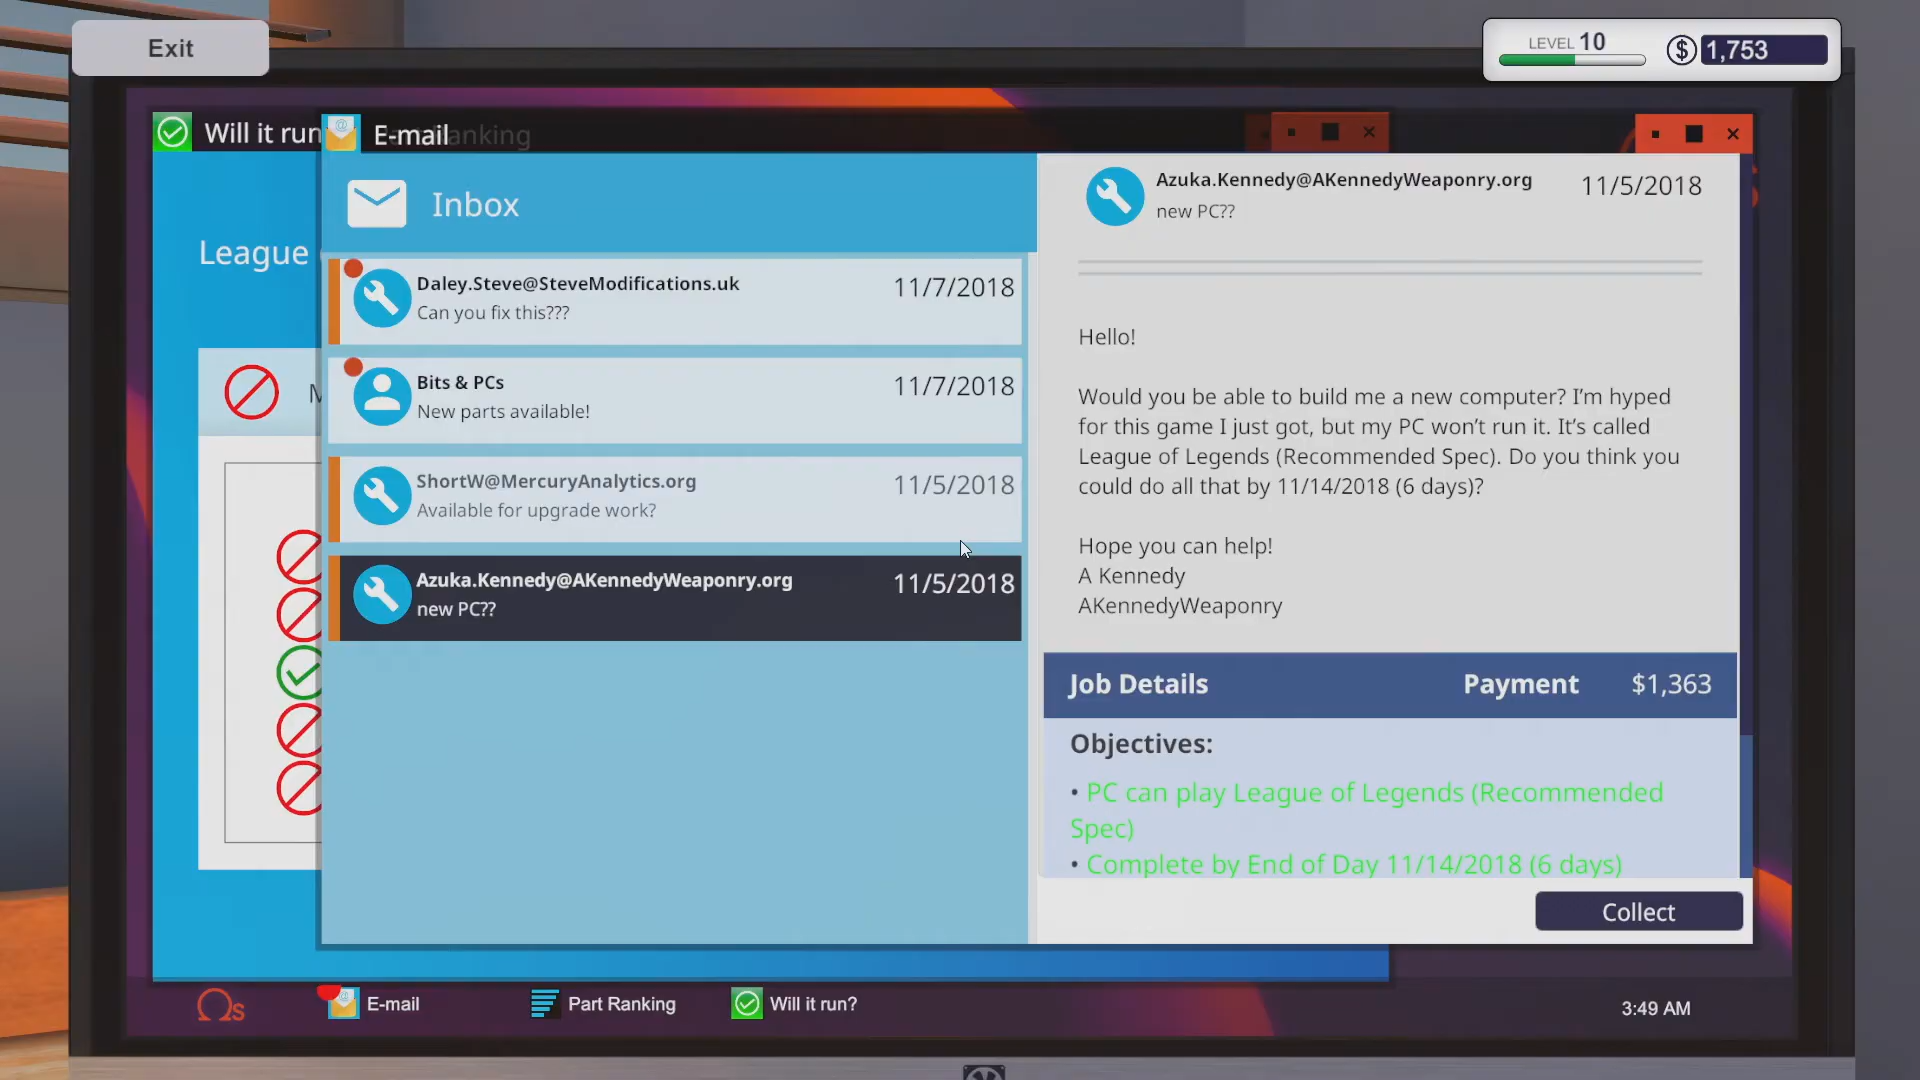 Exit
LEVEL 10
$ 1,753
Will it run
E-mail
anking
Inbox
League
Daley.Steve@SteveModifications.uk
11/7/2018
Can you fix this???
Bits & PCs
11/7/2018
New parts available!
ShortW@MercuryAnalytics.org
11/5/2018
Available for upgrade work?
Azuka.Kennedy@AKennedyWeaponry.org
11/5/2018
new PC??
Azuka.Kennedy@AKennedyWeaponry.org
11/5/2018
new PC??
Hello!
Would you be able to build me a new computer? I'm hyped
for this game I just got, but my PC won't run it. It's called
League of Legends (Recommended Spec). Do you think you
could do all that by 11/14/2018 (6 days)?
Hope you can help!
A Kennedy
AKennedyWeaponry
Job Details
Payment $1,363
Objectives:
• PC can play League of Legends (Recommended
Spec)
• Complete by End of Day 11/14/2018 (6 days)
Collect
Ωs
E-mail
Part Ranking
Will it run?
3:49 AM